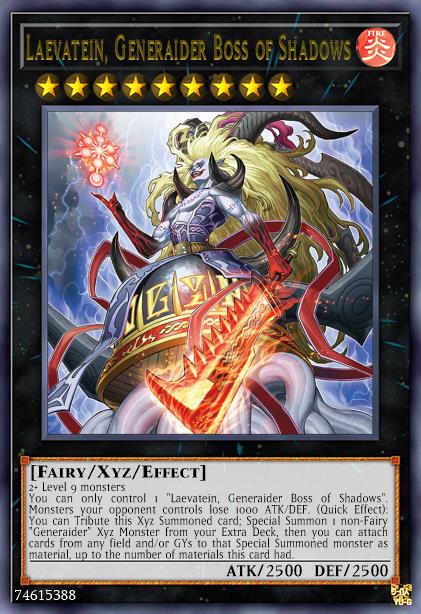 Laevatein, Generaider Boss of Shadows
FIRE
炎
[Fairy/Xyz/Effect]
2+ Level 9 monsters
You can only control 1 "Laevatein, Generaider Boss of Shadows".
Monsters your opponent controls lose 1000 ATK/DEF. (Quick Effect):
You can Tribute this Xyz Summoned card; Special Summon 1 non-Fairy
"Generaider" Xyz Monster from your Extra Deck, then you can attach
cards from any field and/or GYs to that Special Summoned monster as
material, up to the number of materials this card had.
ATK/2500 DEF/2500
74615388